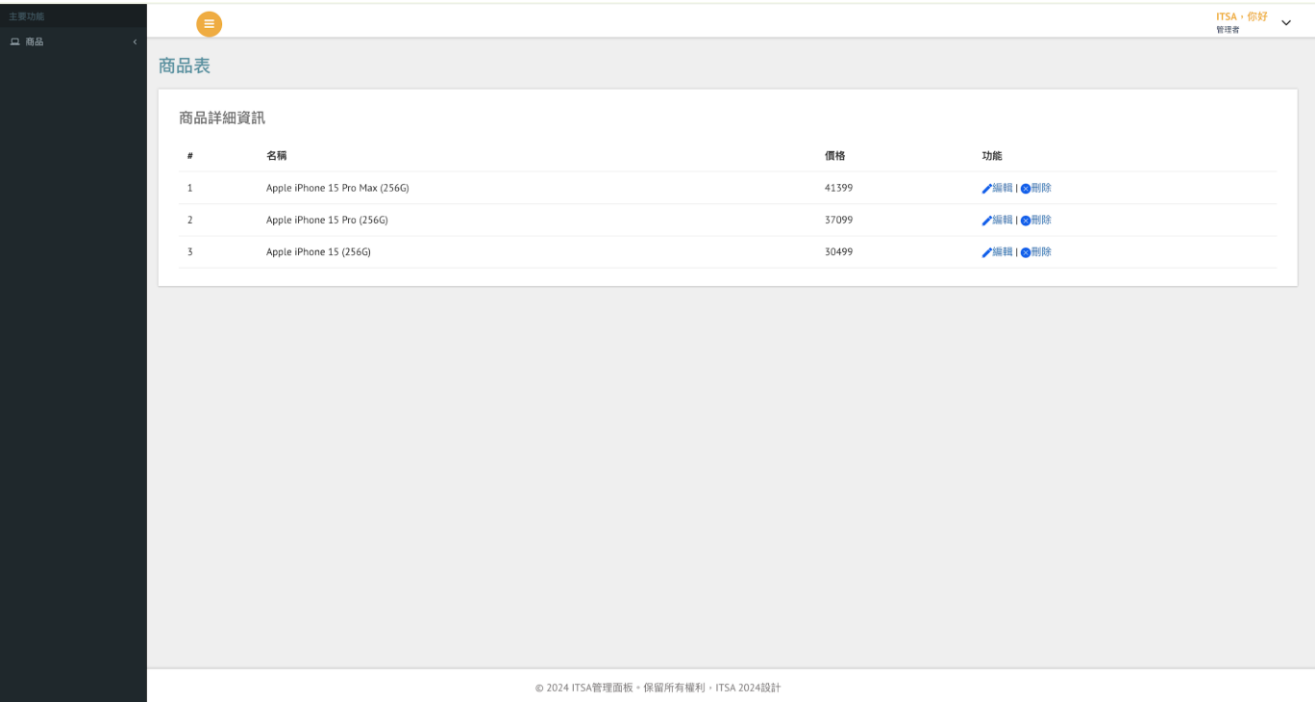 主要功能
商品
ITSA，你好
管理者
商品表
商品詳細資訊
# 名稱 價格 功能
1 Apple iPhone 15 Pro Max (256G) 41399 編輯 | 刪除
2 Apple iPhone 15 Pro (256G) 37099 編輯 | 刪除
3 Apple iPhone 15 (256G) 30499 編輯 | 刪除
© 2024 ITSA管理面板。保留所有權利，ITSA 2024設計